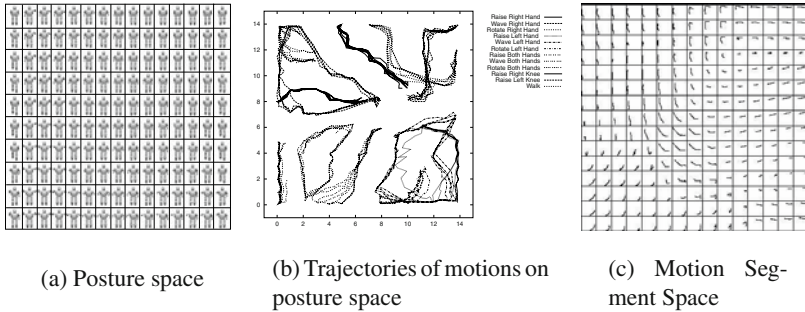 14
12
10
8
6
4
2
0
0 2 4 6 8 10 12 14
Raise Right Hand
Wave Right Hand
Rotate Right Hand
Raise Left Hand
Wave Left Hand
Rotate Left Hand
Raise Both Hands
Wave Both Hands
Rotate Both Hands
Raise Right Knee
Raise Left Knee
Walk
(a) Posture space
(b) Trajectories of motions on
posture space
(c) Motion Seg-
ment Space